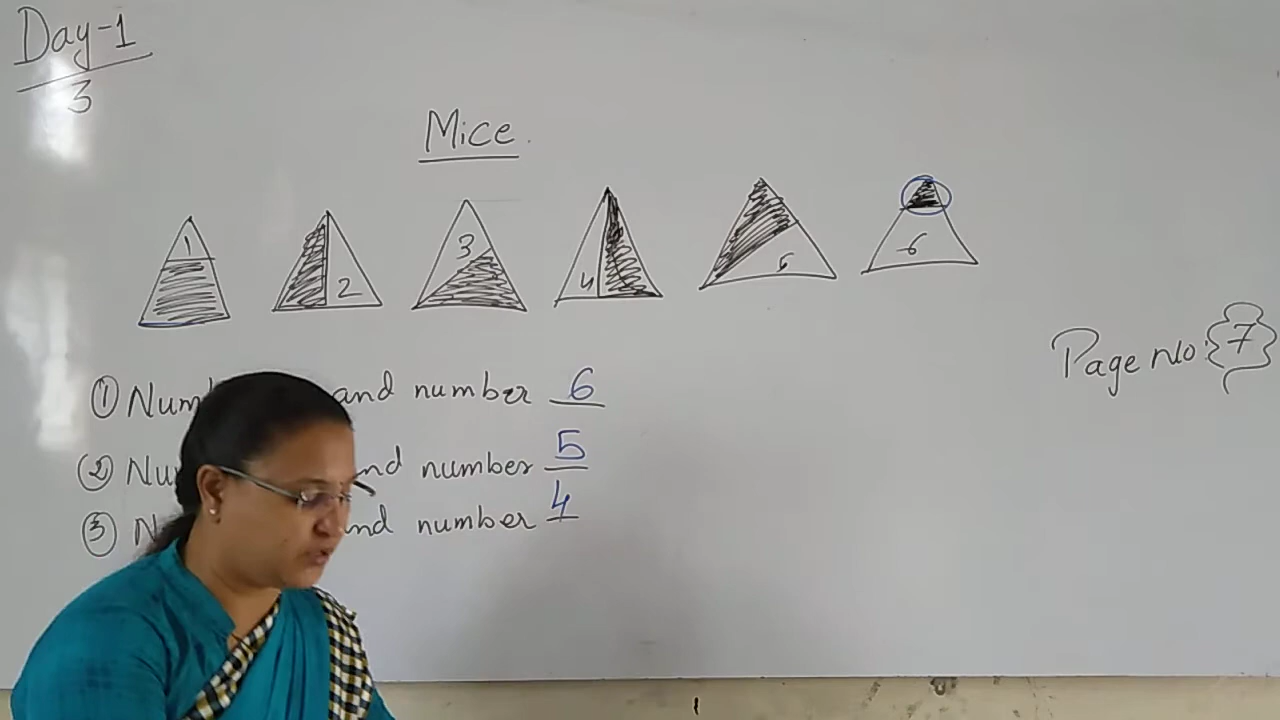 Day-1
3
Mice.
1 2 3 4 5 6
Page No: 7
① Num and number 6
② Nu nd number 5
③ N and number 4